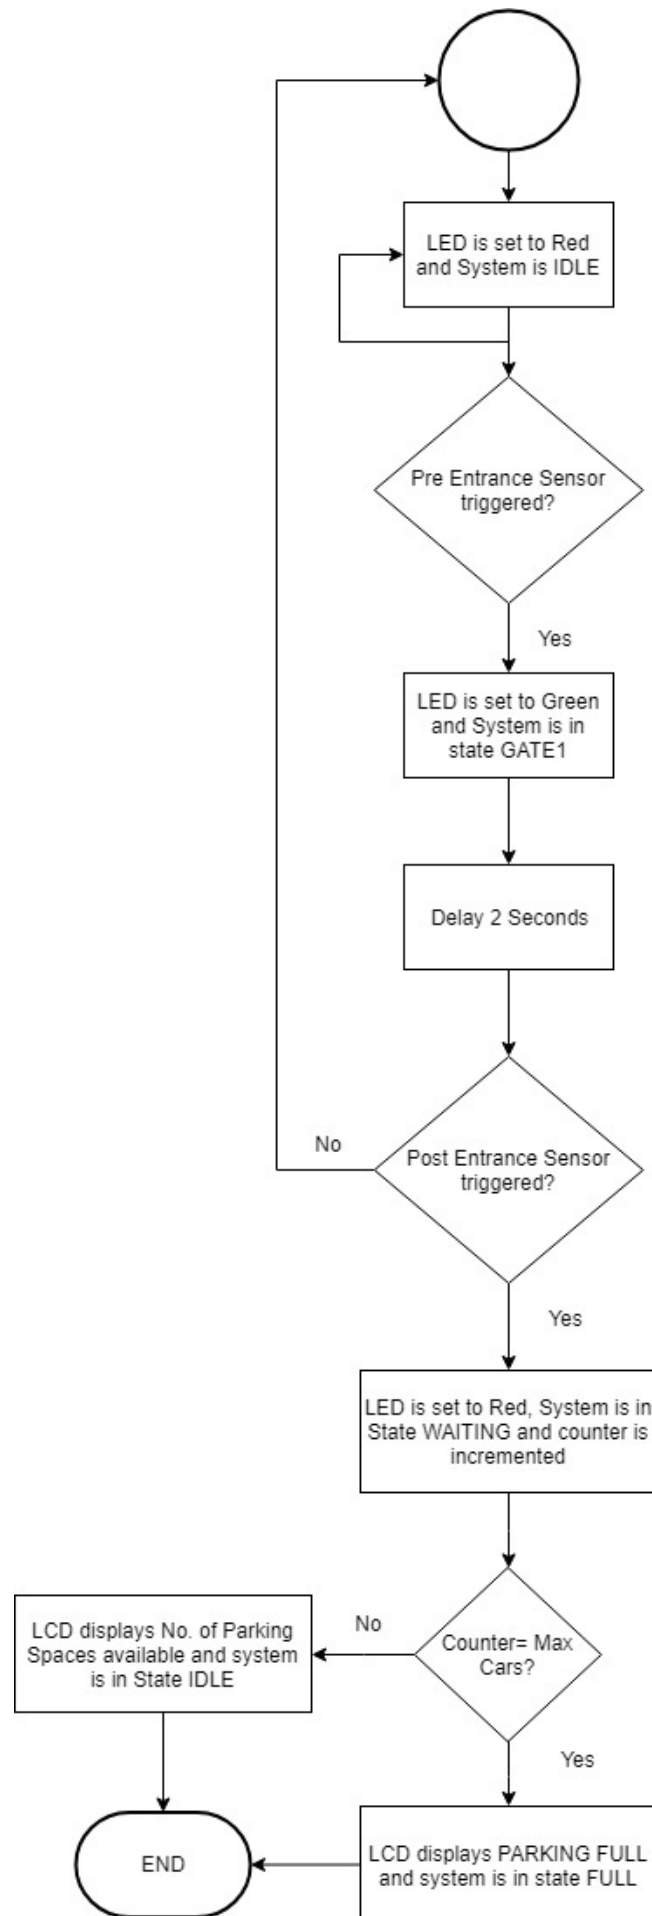 LED is set to Red
and System is IDLE
Pre Entrance Sensor
triggered?
Yes
LED is set to Green
and System is in
state GATE1
Delay 2 Seconds
No
Post Entrance Sensor
triggered?
Yes
LED is set to Red, System is in
State WAITING and counter is
incremented
LCD displays No. of Parking
Spaces available and system
is in State IDLE
No
Counter= Max
Cars?
Yes
END
LCD displays PARKING FULL
and system is in state FULL